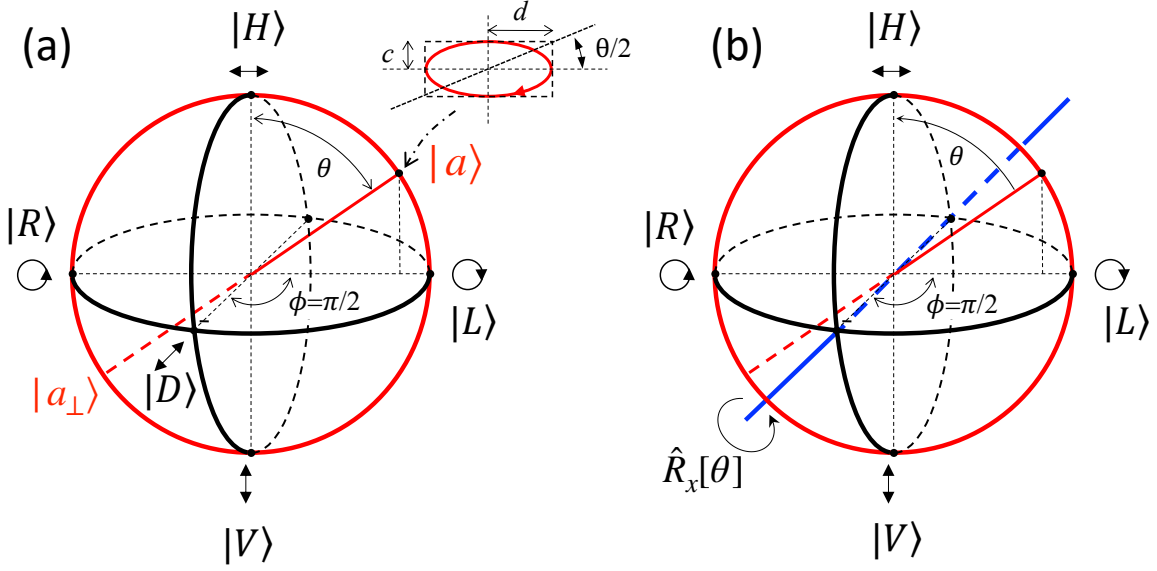 (a)
|H⟩
d
c
θ/2
θ
|a⟩
|R⟩
ϕ=π/2
|L⟩
|a⊥⟩
|D⟩
|V⟩
(b)
|H⟩
θ
|R⟩
ϕ=π/2
|L⟩
R̂x[θ]
|V⟩